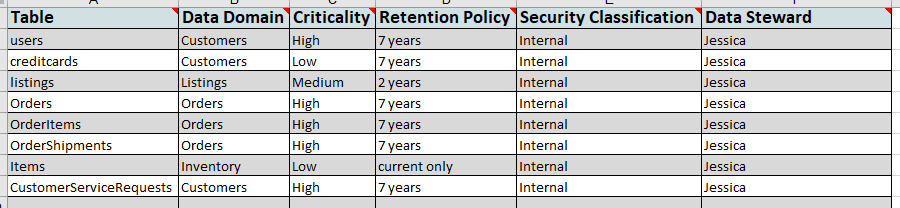 Table Data Domain Criticality Retention Policy Security Classification Data Steward
users Customers High 7 years Internal Jessica
creditcards Customers Low 7 years Internal Jessica
listings Listings Medium 2 years Internal Jessica
Orders Orders High 7 years Internal Jessica
OrderItems Orders High 7 years Internal Jessica
OrderShipments Orders High 7 years Internal Jessica
Items Inventory Low current only Internal Jessica
CustomerServiceRequests Customers High 7 years Internal Jessica